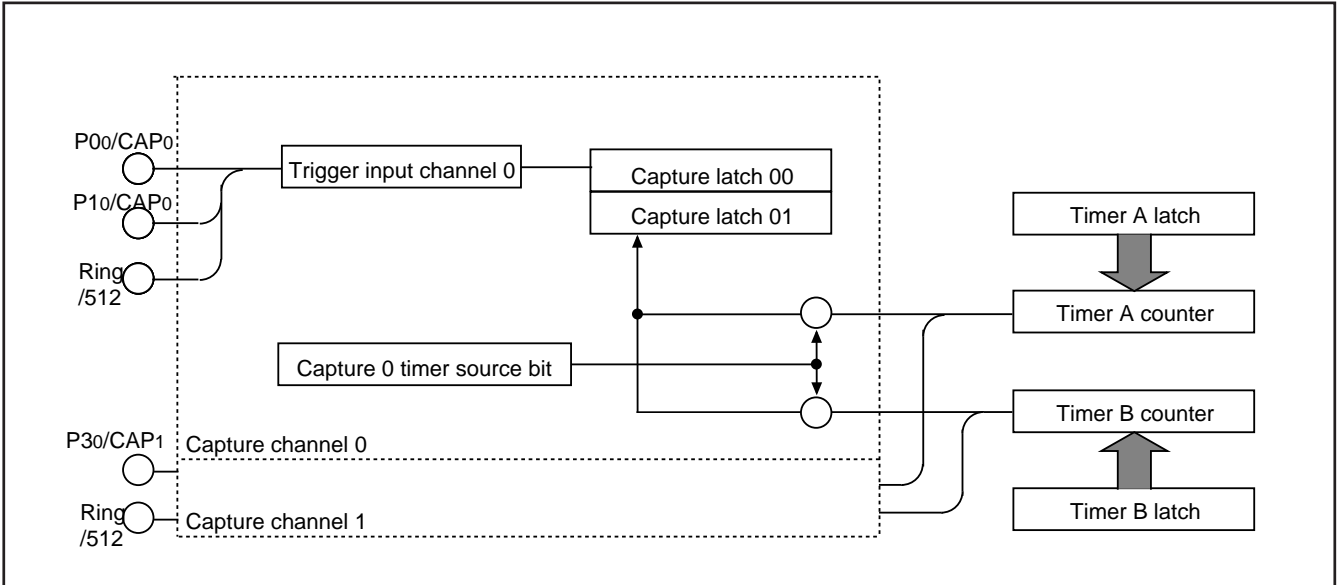 P00/CAP0
P10/CAP0
Ring
/512
Trigger input channel 0
Capture latch 00
Capture latch 01
Timer A latch
Timer A counter
Capture 0 timer source bit
Timer B counter
Timer B latch
P30/CAP1
Capture channel 0
Ring
/512
Capture channel 1